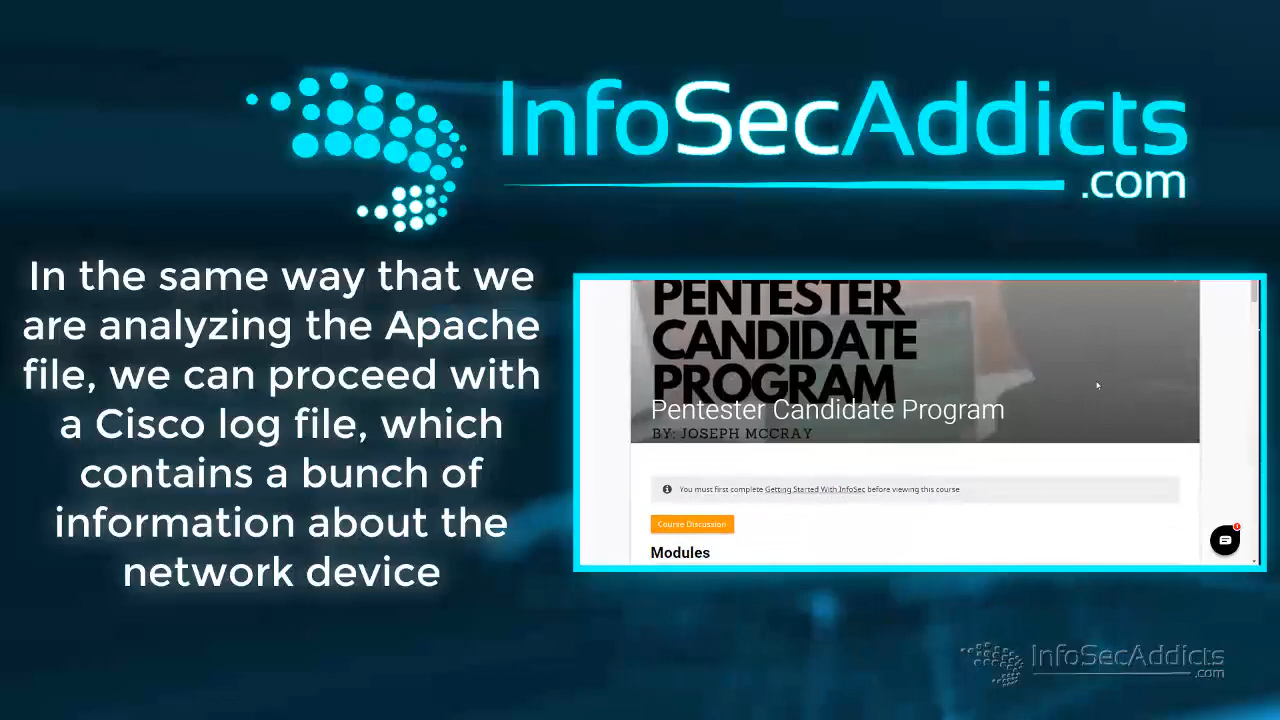 InfoSecAddicts
.com
In the same way that we
are analyzing the Apache
file, we can proceed with
a Cisco log file, which
contains a bunch of
information about the
network device
PENTESTER
CANDIDATE
PROGRAM
Pentester Candidate Program
BY: JOSEPH MCCRAY
You must first complete Getting Started With InfoSec before viewing this course
Course Discussion
Modules
1
InfoSecAddicts
.com